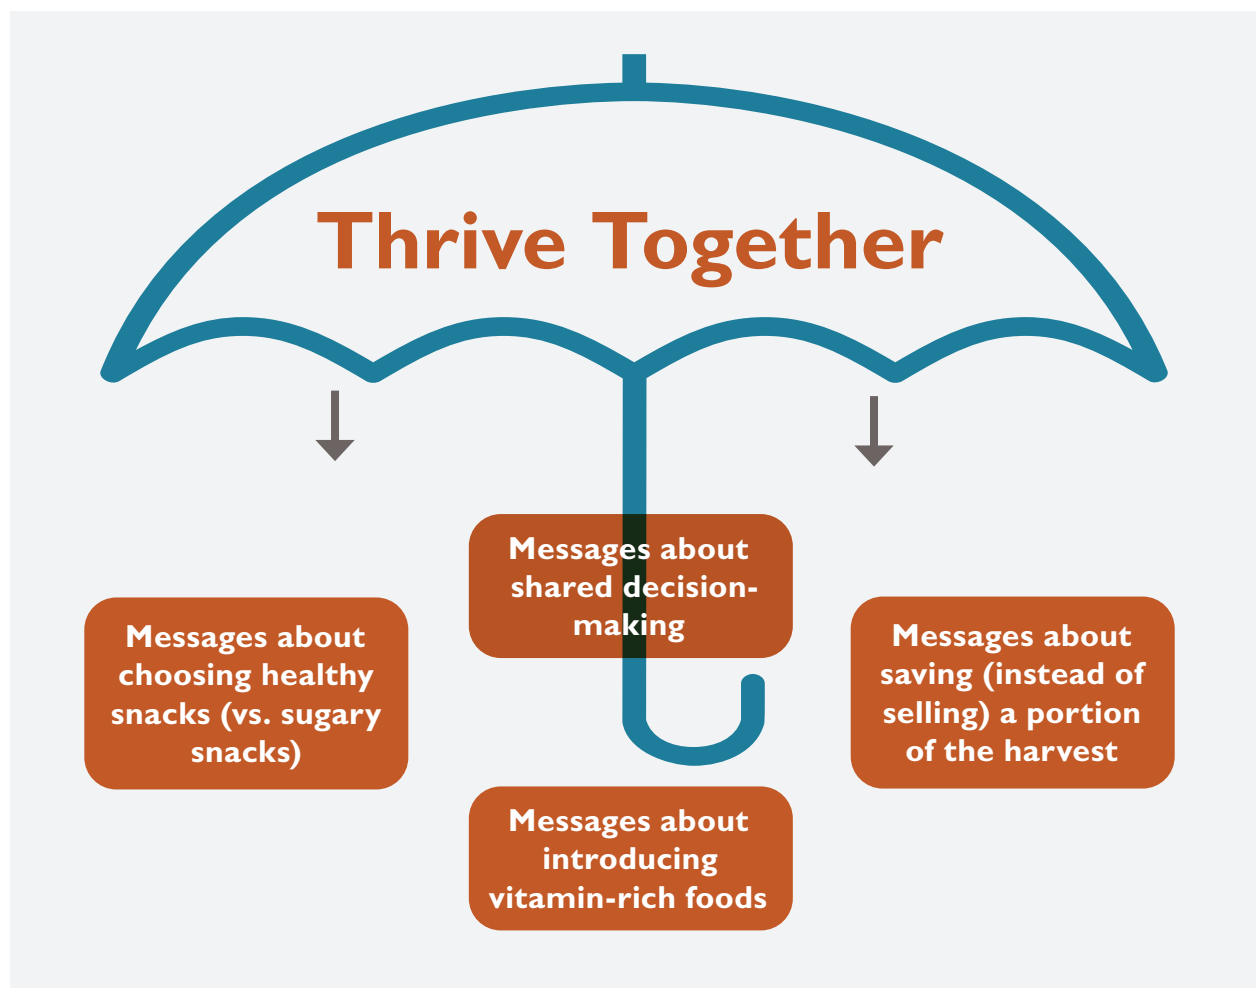 Thrive Together
Messages about
shared decision-
making
Messages about
choosing healthy
snacks (vs. sugary
snacks)
Messages about
saving (instead of
selling) a portion
of the harvest
Messages about
introducing
vitamin-rich foods